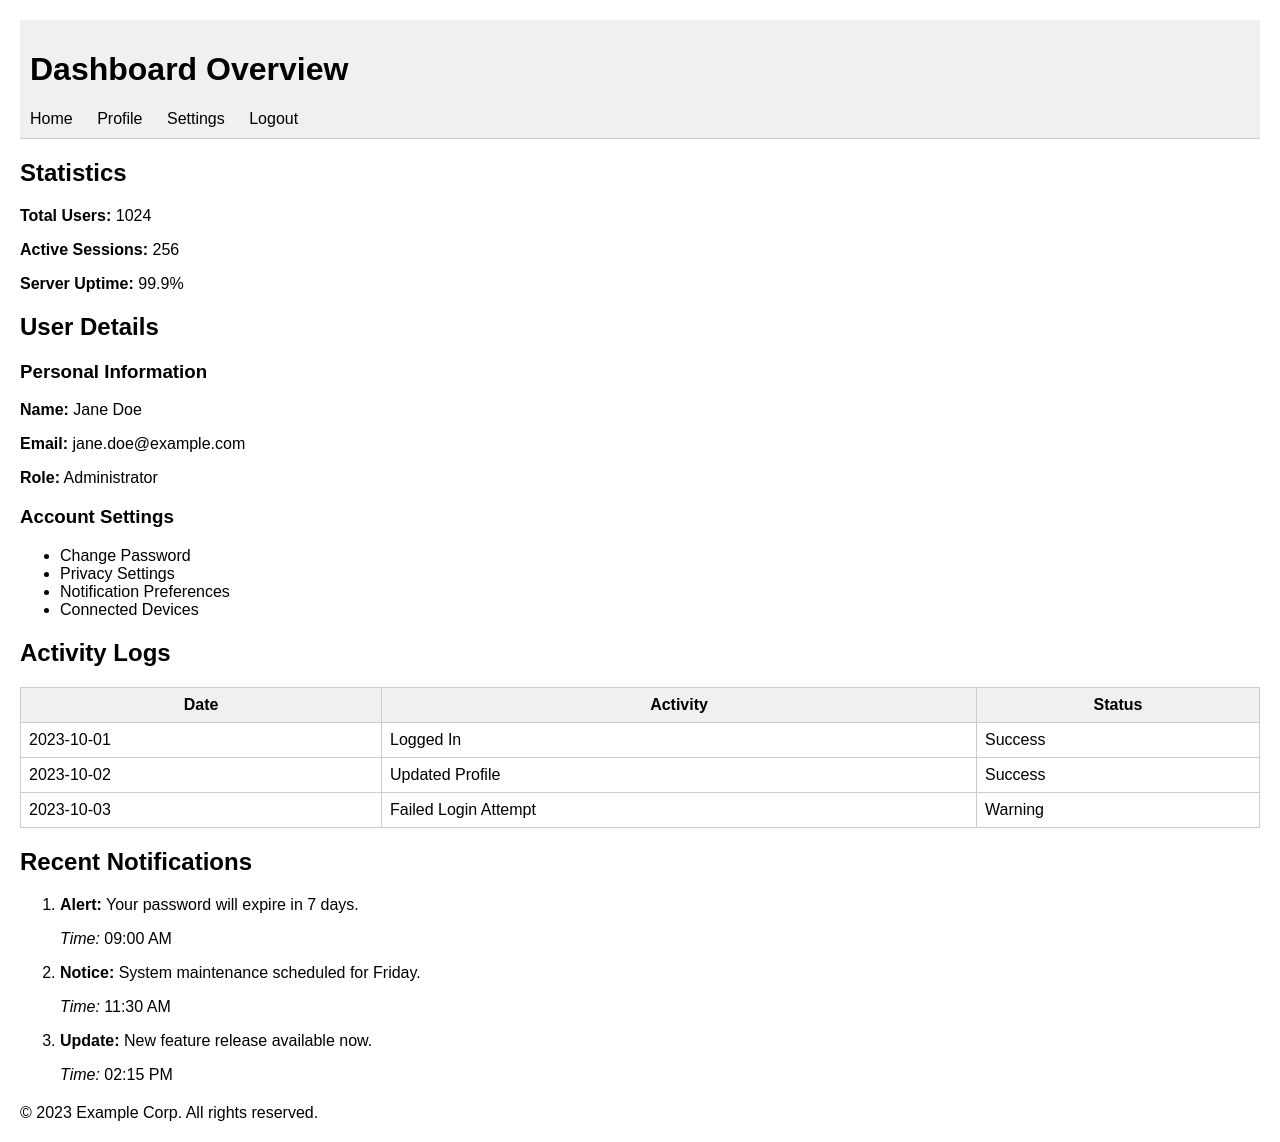 Dashboard Overview
Home Profile Settings Logout
Statistics
Total Users: 1024
Active Sessions: 256
Server Uptime: 99.9%
User Details
Personal Information
Name: Jane Doe
Email: jane.doe@example.com
Role: Administrator
Account Settings
• Change Password
• Privacy Settings
• Notification Preferences
• Connected Devices
Activity Logs
Date Activity Status
2023-10-01 Logged In Success
2023-10-02 Updated Profile Success
2023-10-03 Failed Login Attempt Warning
Recent Notifications
1. Alert: Your password will expire in 7 days.
Time: 09:00 AM
2. Notice: System maintenance scheduled for Friday.
Time: 11:30 AM
3. Update: New feature release available now.
Time: 02:15 PM
© 2023 Example Corp. All rights reserved.